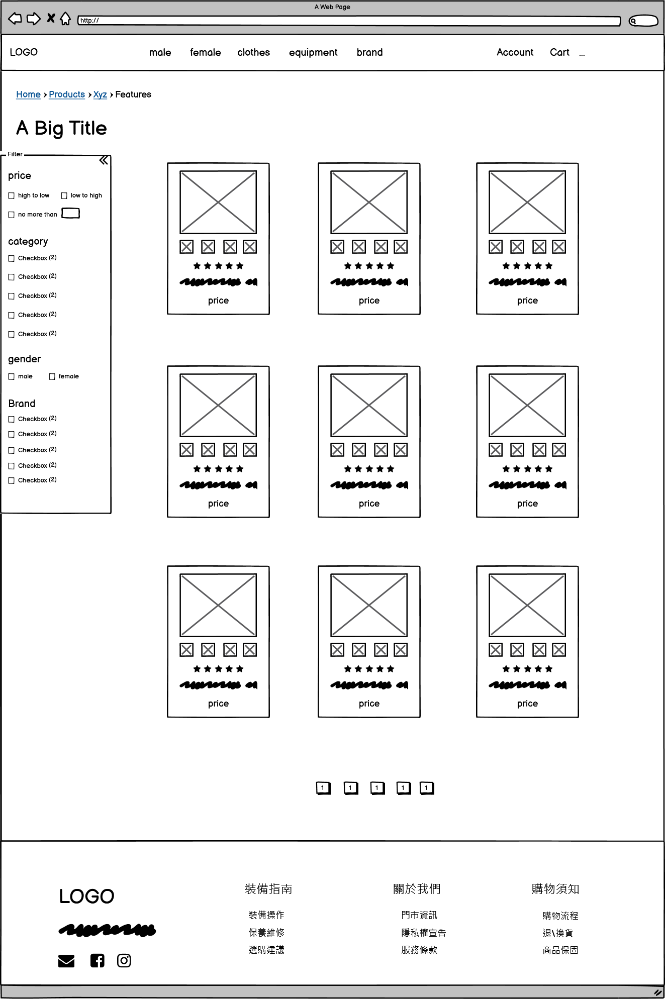 A Web Page
http://
LOGO male female clothes equipment brand Account Cart ...
Home › Products › Xyz › Features
A Big Title
Filter
price
high to low low to high
no more than
category
Checkbox (2)
Checkbox (2)
Checkbox (2)
Checkbox (2)
Checkbox (2)
gender
male female
Brand
Checkbox (2)
Checkbox (2)
Checkbox (2)
Checkbox (2)
Checkbox (2)
price price price
price price price
price price price
1 1 1 1 1
LOGO
裝備指南
裝備操作
保養維修
選購建議
關於我們
門市資訊
隱私權宣告
服務條款
購物須知
購物流程
退\換貨
商品保固